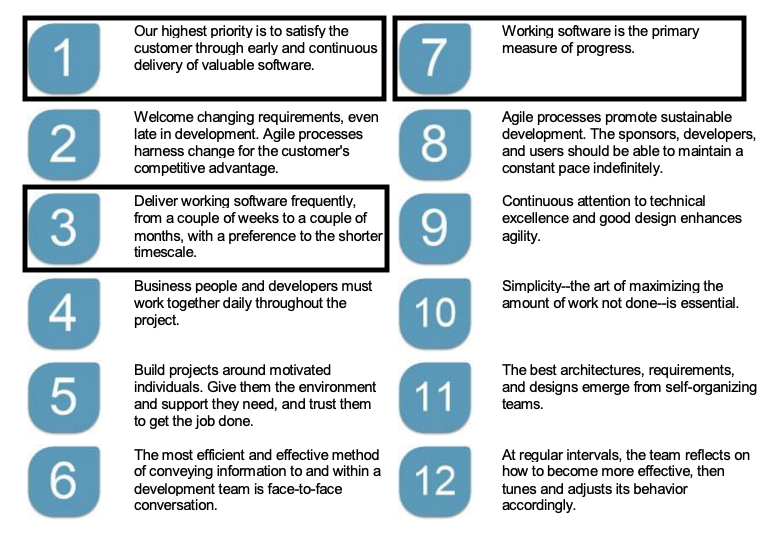 1
Our highest priority is to satisfy the
customer through early and continuous
delivery of valuable software.
2
Welcome changing requirements, even
late in development. Agile processes
harness change for the customer's
competitive advantage.
3
Deliver working software frequently,
from a couple of weeks to a couple of
months, with a preference to the shorter
timescale.
4
Business people and developers must
work together daily throughout the
project.
5
Build projects around motivated
individuals. Give them the environment
and support they need, and trust them
to get the job done.
6
The most efficient and effective method
of conveying information to and within a
development team is face-to-face
conversation.
7
Working software is the primary
measure of progress.
8
Agile processes promote sustainable
development. The sponsors, developers,
and users should be able to maintain a
constant pace indefinitely.
9
Continuous attention to technical
excellence and good design enhances
agility.
10
Simplicity--the art of maximizing the
amount of work not done--is essential.
11
The best architectures, requirements,
and designs emerge from self-organizing
teams.
12
At regular intervals, the team reflects on
how to become more effective, then
tunes and adjusts its behavior
accordingly.